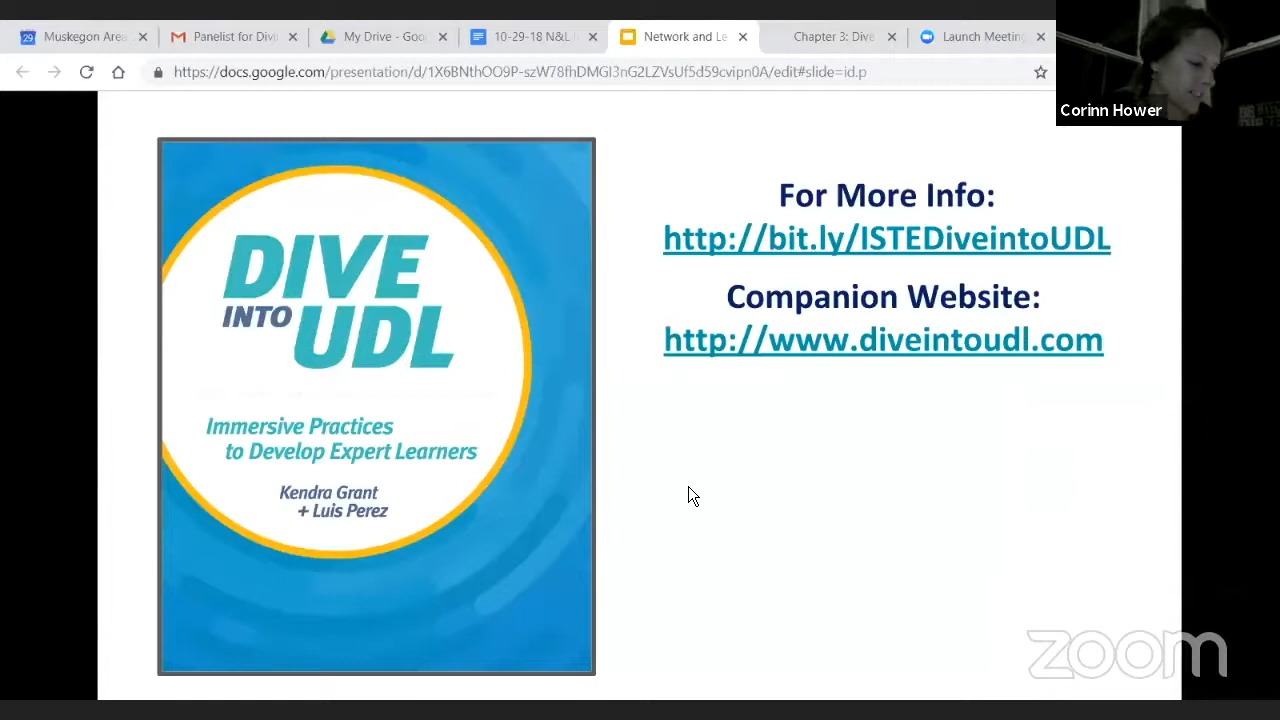 29 Muskegon Area
Panelist for Div
My Drive - Goo
10-29-18 N&L
Network and Le
Chapter 3: Dive
Launch Meeting
https://docs.google.com/presentation/d/1X6BNthOO9P-szW78fhDMGI3nG2LZVsUf5d59cvipn0A/edit#slide=id.p
Corinn Hower
DIVE
INTO UDL
Immersive Practices
to Develop Expert Learners
Kendra Grant
+ Luis Perez
For More Info:
http://bit.ly/ISTEDiveintoUDL
Companion Website:
http://www.diveintoudl.com
zoom